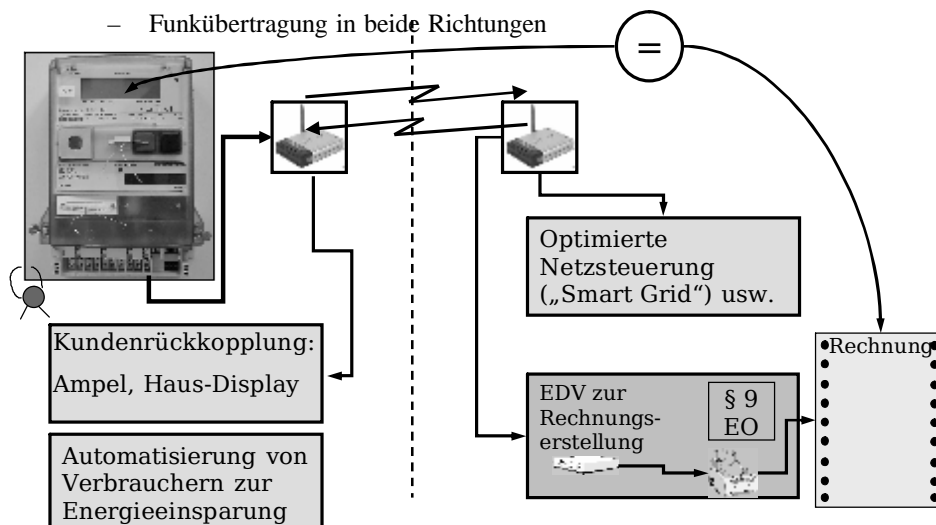 – Funkübertragung in beide Richtungen
=
Optimierte
Netzsteuerung
(„Smart Grid“) usw.
Kundenrückkopplung:
Ampel, Haus-Display
Rechnung
EDV zur
Rechnungs-
erstellung
§ 9
EO
Automatisierung von
Verbrauchern zur
Energieeinsparung